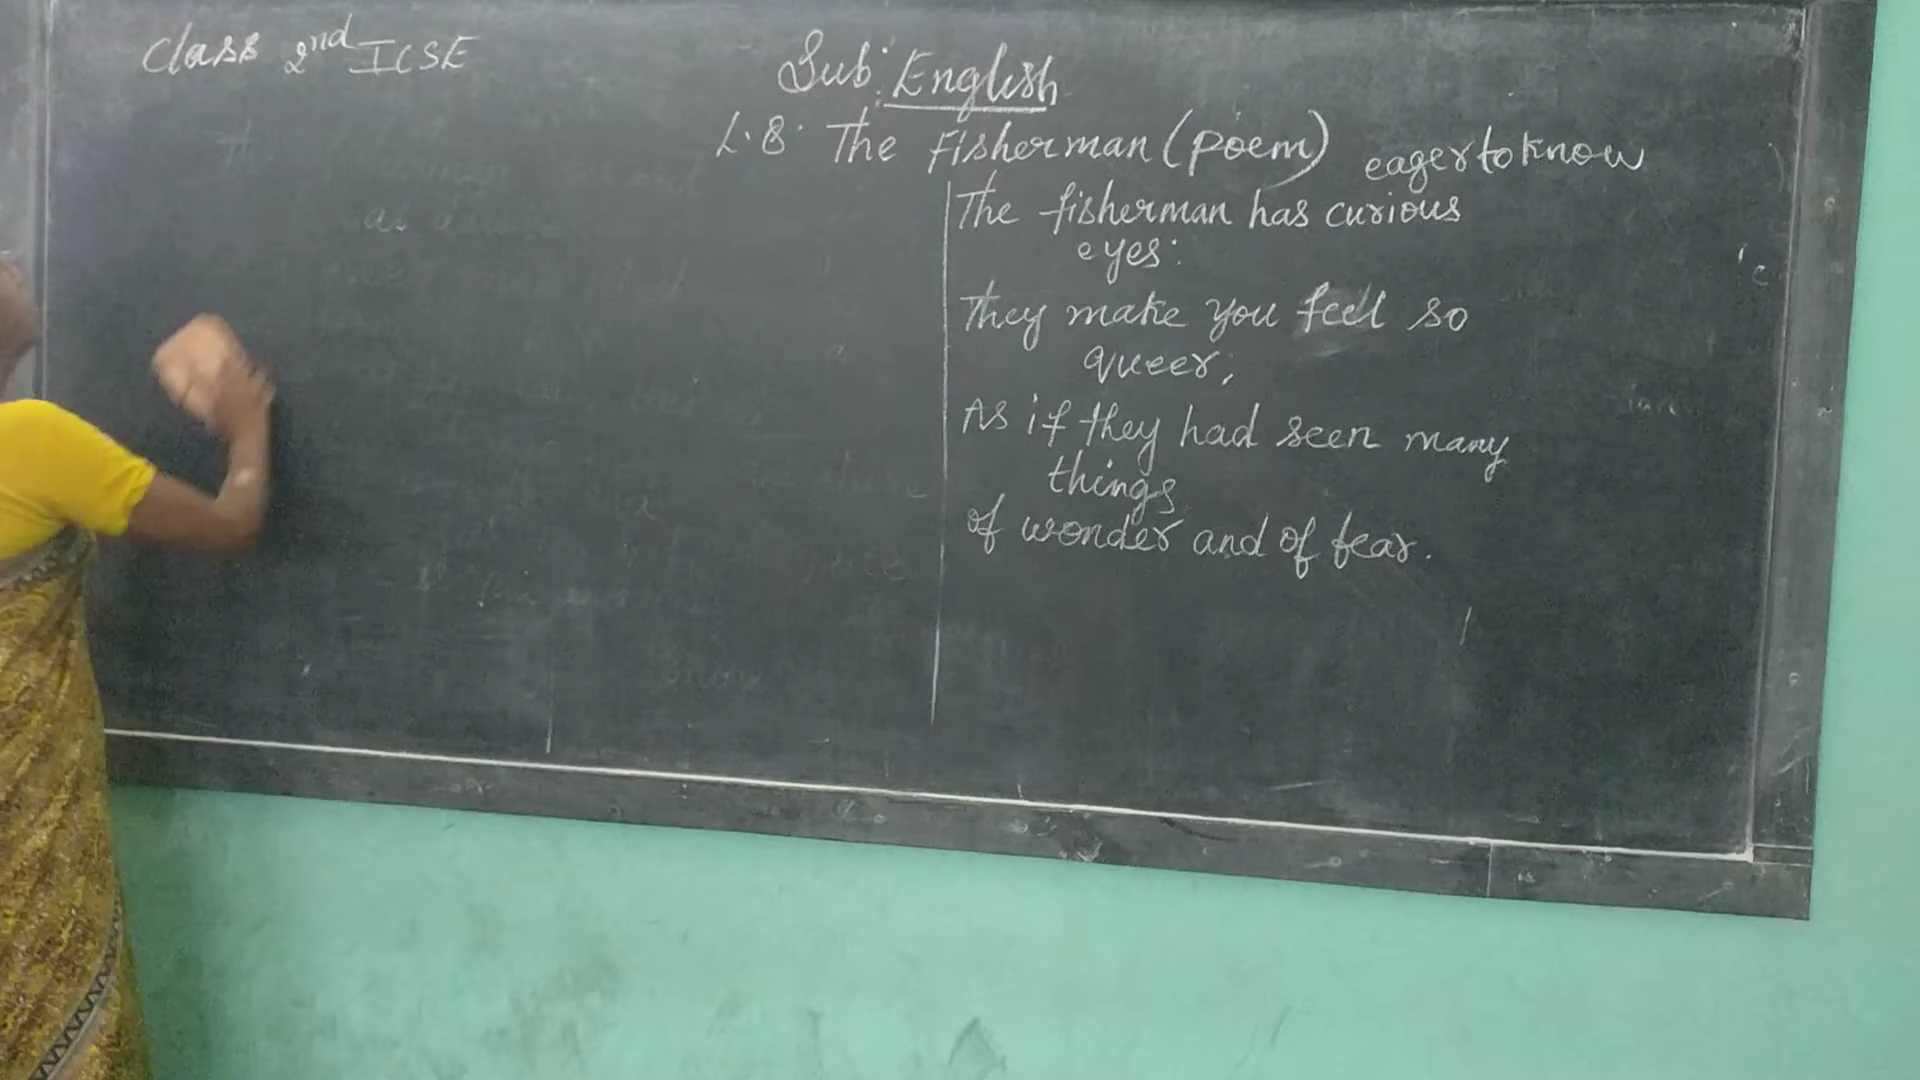 Class 2nd ICSE
Sub: English
L.8. The Fisherman (Poem)
eager to know
The fisherman has curious
eyes:
They make you feel so
queer;
As if they had seen many
things
of wonder and of fear.